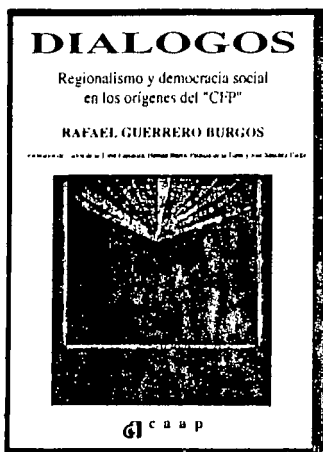 DIALOGOS
Regionalismo y democracia social
en los orígenes del "CFP"
RAFAEL GUERRERO BURGOS
caap